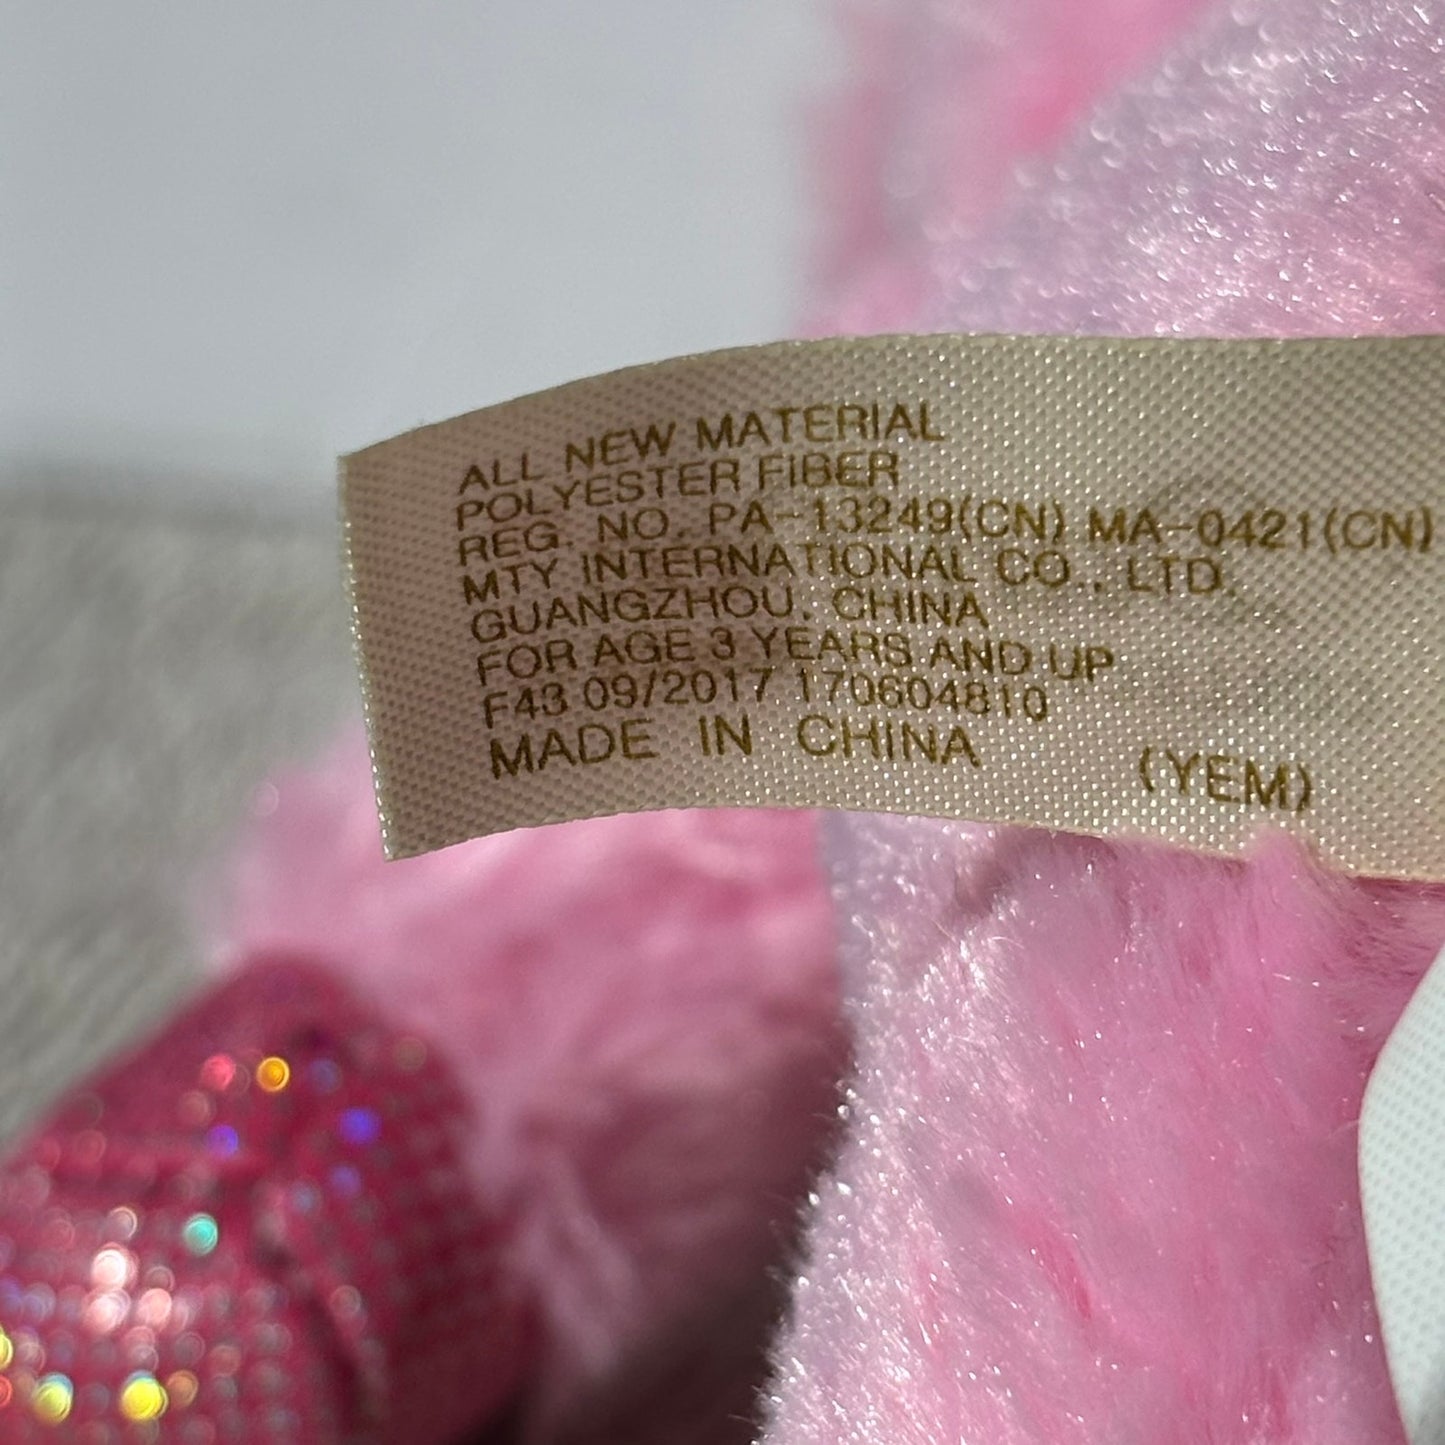 ALL NEW MATERIAL
POLYESTER FIBER
REG. NO. PA-13249(CN) MA-0421(CN)
MTY INTERNATIONAL CO., LTD.
GUANGZHOU, CHINA
FOR AGE 3 YEARS AND UP
F43 09/2017 170604810
MADE IN CHINA (YEM)